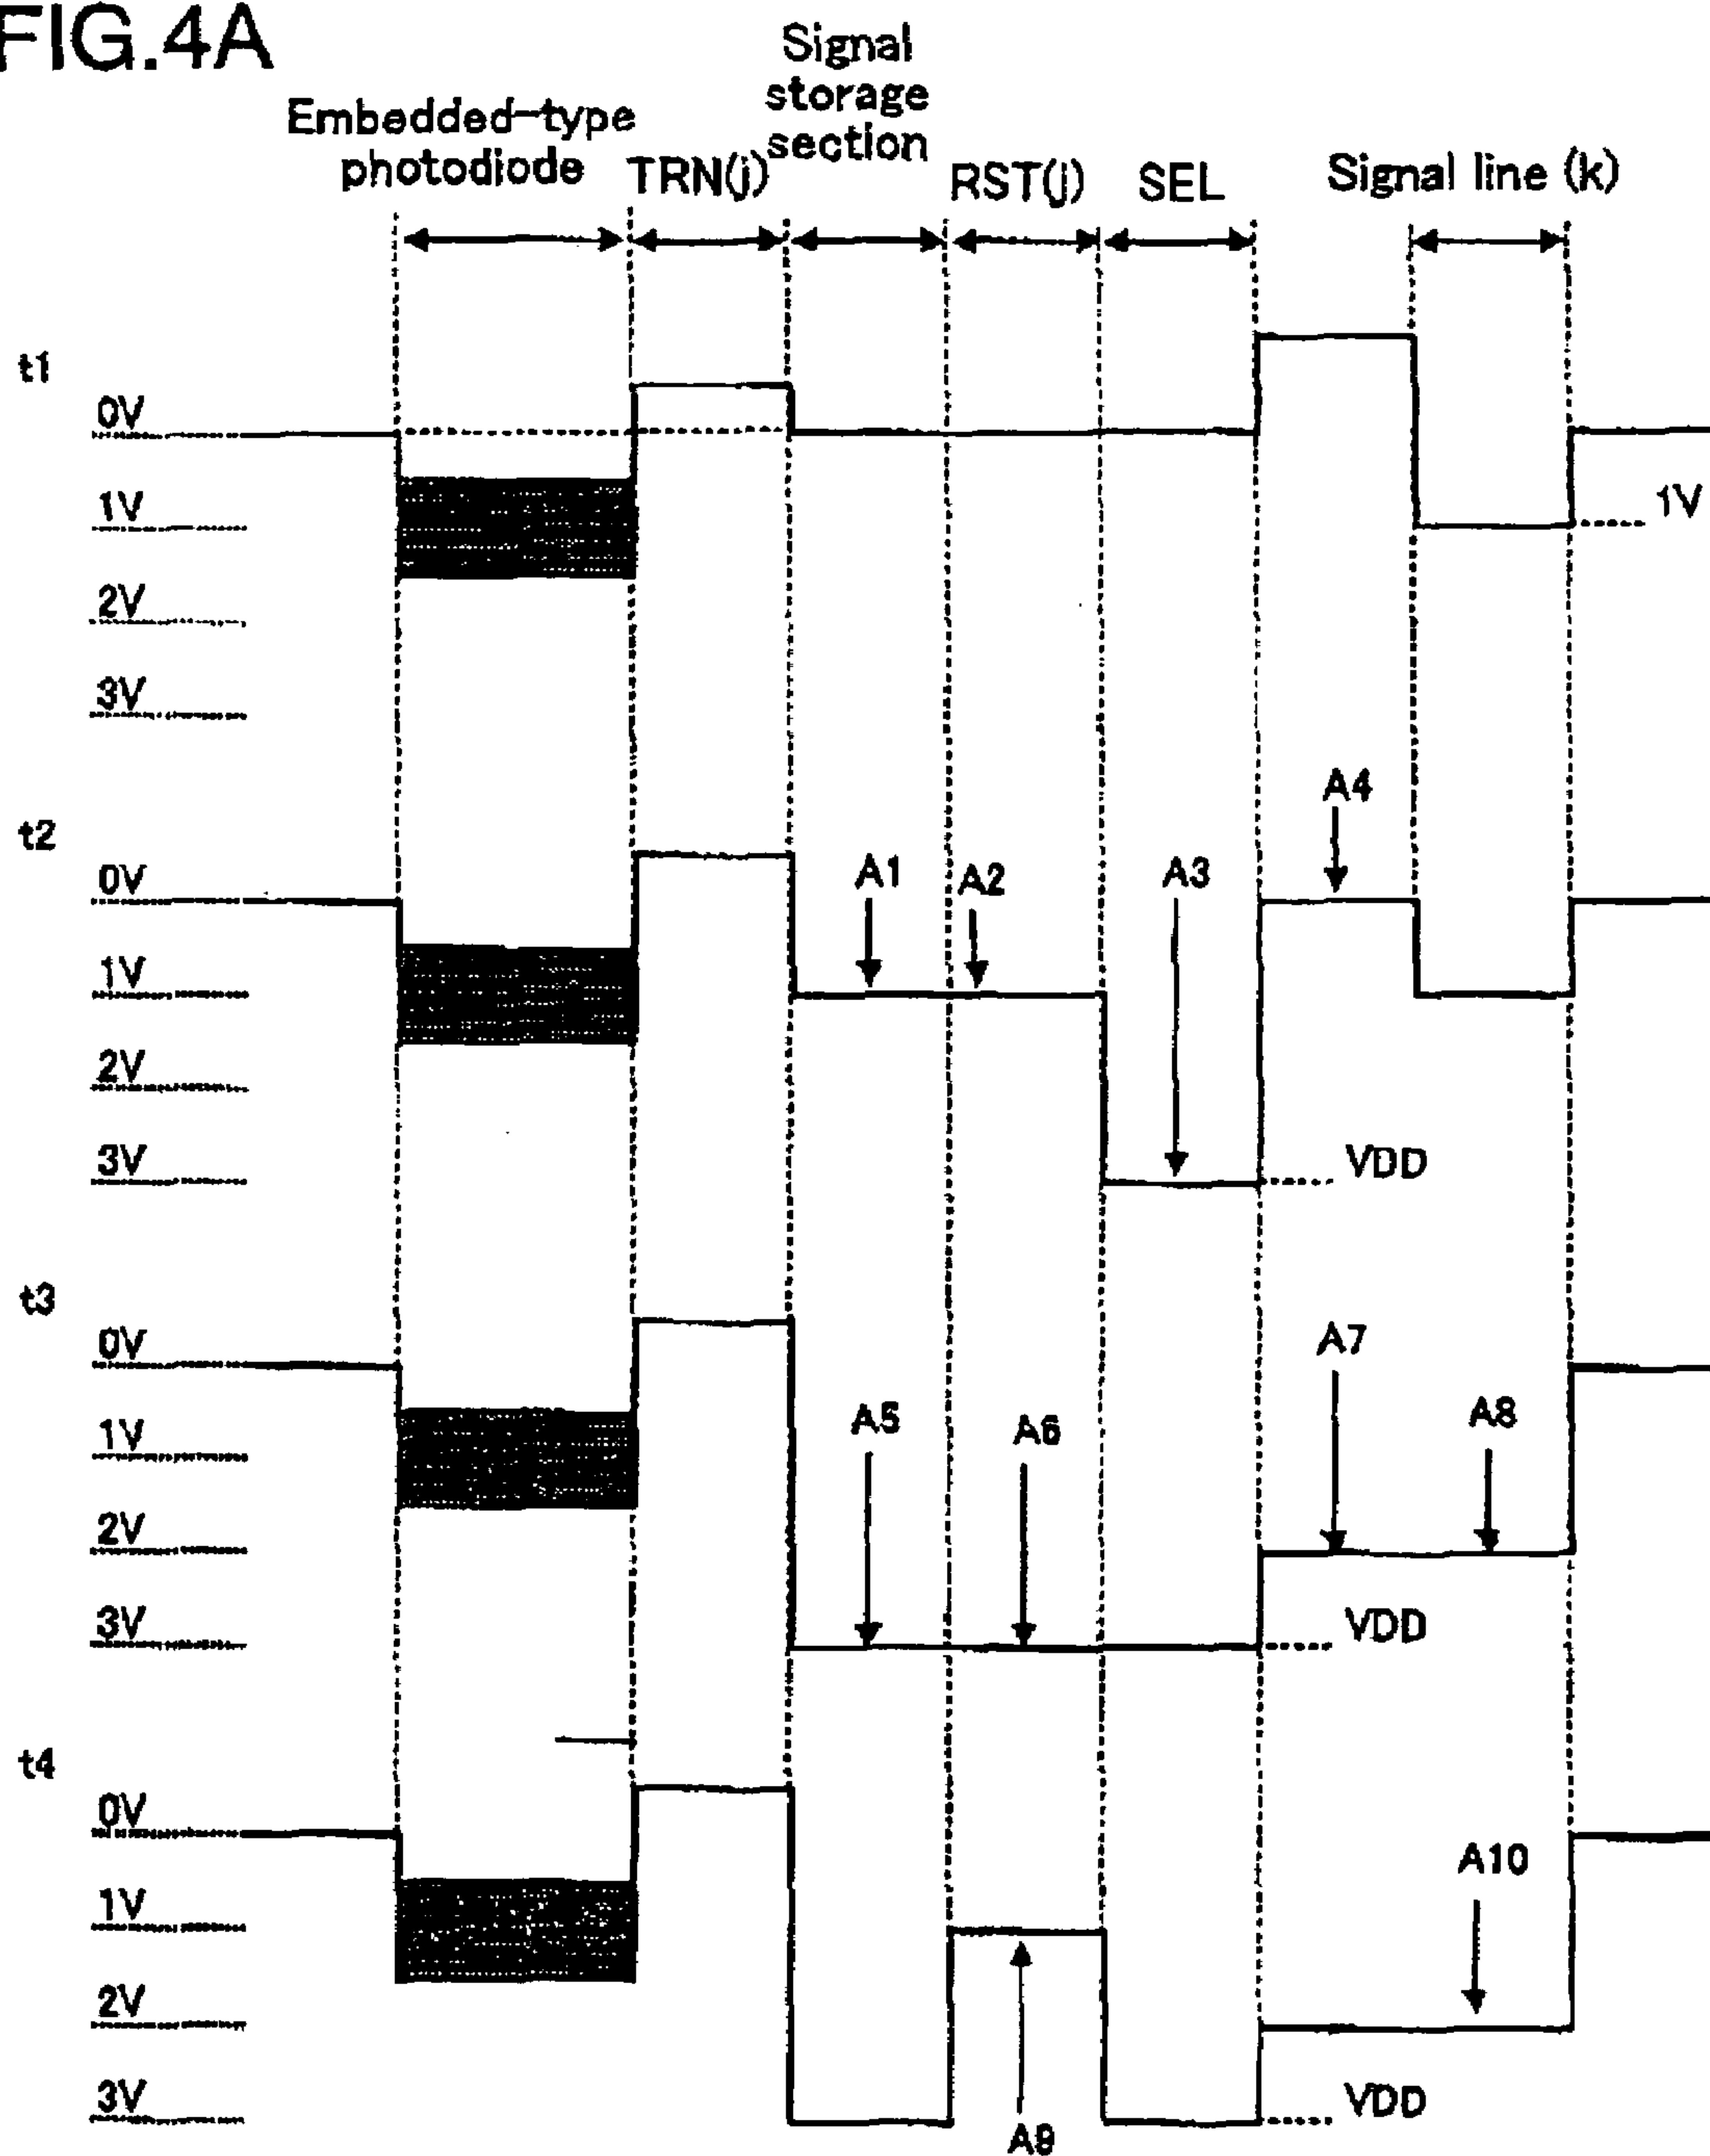 FIG.4A
Signal
storage
section
Embedded-type
photodiode
TRN(j)
RST(j)
SEL
Signal line (k)
t1
0V
1V
1V
2V
3V
t2
A4
0V
A1
A2
A3
1V
2V
3V
VDD
t3
0V
A7
1V
A5
A6
A8
2V
3V
VDD
t4
0V
A10
1V
2V
3V
VDD
A9